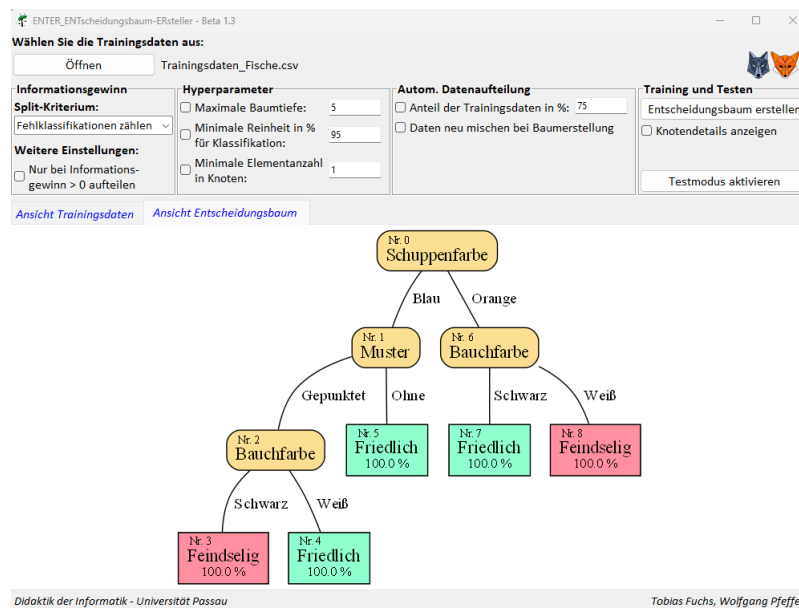 ENTER_ENTscheidungsbaum-ERsteller - Beta 1.3
Wählen Sie die Trainingsdaten aus:
Öffnen
Trainingsdaten_Fische.csv
Informationsgewinn
Split-Kriterium:
Fehlklassifikationen zählen
Weitere Einstellungen:
Nur bei Informations-
gewinn > 0 aufteilen
Hyperparameter
Maximale Baumtiefe:
5
Minimale Reinheit in %
für Klassifikation:
95
Minimale Elementanzahl
in Knoten:
1
Autom. Datenaufteilung
Anteil der Trainingsdaten in %:
75
Daten neu mischen bei Baumerstellung
Training und Testen
Entscheidungsbaum erstellen
Knotendetails anzeigen
Testmodus aktivieren
Ansicht Trainingsdaten
Ansicht Entscheidungsbaum
Nr. 0
Schuppenfarbe
Blau
Orange
Nr. 1
Muster
Nr. 6
Bauchfarbe
Gepunktet
Ohne
Schwarz
Weiß
Nr. 2
Bauchfarbe
Nr. 5
Friedlich
100.0 %
Nr. 7
Friedlich
100.0 %
Nr. 8
Feindselig
100.0 %
Schwarz
Weiß
Nr. 3
Feindselig
100.0 %
Nr. 4
Friedlich
100.0 %
Didaktik der Informatik - Universität Passau
Tobias Fuchs, Wolfgang Pfeffe